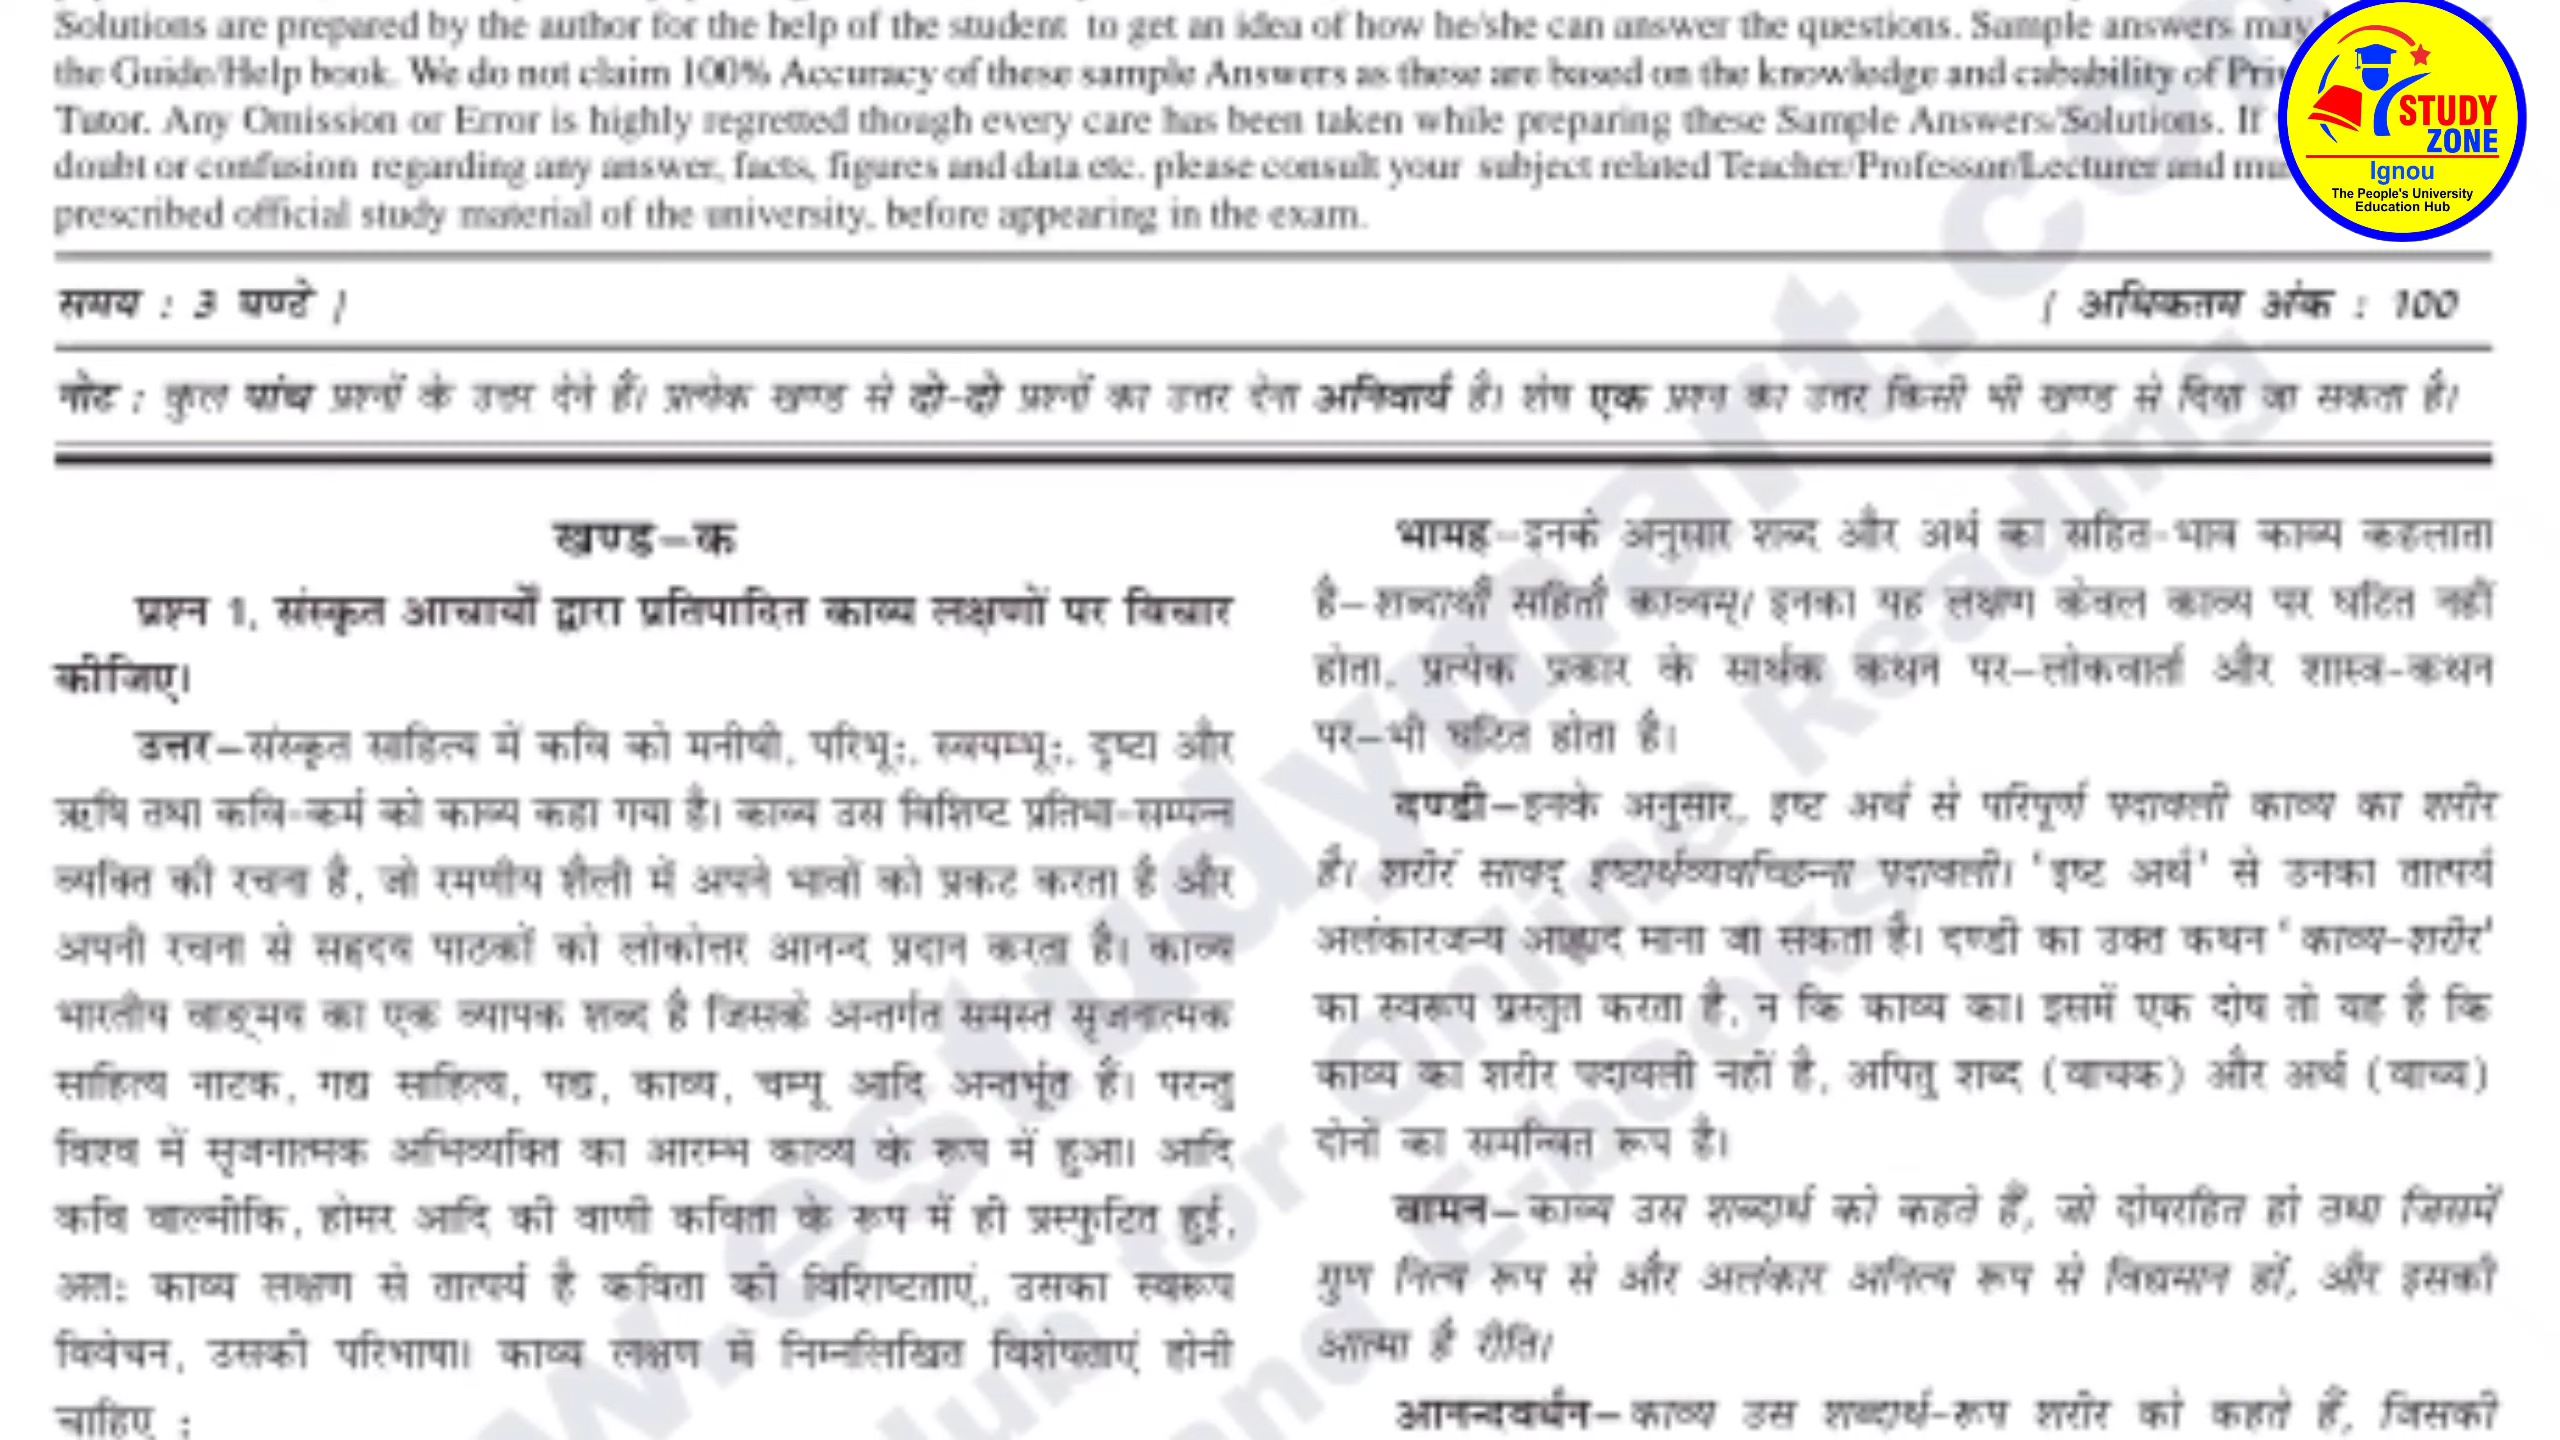 Solutions are prepared by the author for the help of the student to get an idea of how he/she can answer the questions. Sample answers may
the Guide/Help book. We do not claim 100% Accuracy of these sample Answers as these are based on the knowledge and cabability of
Tutor. Any Omission or Error is highly regretted though every care has been taken while preparing these Sample Answers/Solutions. If
doubt or confusion regarding any answer, facts, figures and data etc. please consult your subject related Teacher/Professor/Lecturer and
prescribed official study material of the university, before appearing in the exam.
STUDY
ZONE
Ignou
The People's University
Education Hub
समय : 3 घण्टे ]
[ अधिकतम अंक : 100
नोट : कुल पांच प्रश्नों के उत्तर देने हैं। प्रत्येक खण्ड से दो-दो प्रश्नों का उत्तर देना अनिवार्य है। शेष एक प्रश्न का उत्तर किसी भी खण्ड से दिया जा सकता है।
खण्ड–क
प्रश्न 1. संस्कृत आचार्यों द्वारा प्रतिपादित काव्य लक्षणों पर विचार
कीजिए।
उत्तर–संस्कृत साहित्य में कवि को मनीषी, परिभू:, स्वयम्भू:, दृष्टा और
ऋषि तथा कवि-कर्म को काव्य कहा गया है। काव्य उस विशिष्ट प्रतिभा-सम्पन्न
व्यक्ति की रचना है, जो रमणीय शैली में अपने भावों को प्रकट करता है और
अपनी रचना से सहृदय पाठकों को लोकोत्तर आनन्द प्रदान करता है। काव्य
भारतीय वाङ्मय का एक व्यापक शब्द है जिसके अन्तर्गत समस्त सृजनात्मक
साहित्य नाटक, गद्य साहित्य, पद्य, काव्य, चम्पू आदि अन्तर्भूत हैं। परन्तु
विश्व में सृजनात्मक अभिव्यक्ति का आरम्भ काव्य के रूप में हुआ। आदि
कवि वाल्मीकि, होमर आदि की वाणी कविता के रूप में ही प्रस्फुटित हुई,
अत: काव्य लक्षण से तात्पर्य है कविता की विशिष्टताएं, उसका स्वरूप
विवेचन, उसकी परिभाषा। काव्य लक्षण में निम्नलिखित विशेषताएं होनी
चाहिए :
भामह–इनके अनुसार शब्द और अर्थ का सहित-भाव काव्य कहलाता
है–शब्दार्थौ सहितौ काव्यम्। इनका यह लक्षण केवल काव्य पर घटित नहीं
होता, प्रत्येक प्रकार के सार्थक कथन पर–लोकवार्ता और शास्त्र-कथन
पर–भी घटित होता है।
दण्डी–इनके अनुसार, इष्ट अर्थ से परिपूर्ण पदावली काव्य का शरीर
है। शरीरं सावद् इष्टार्थव्यवच्छिन्ना पदावली। 'इष्ट अर्थ' से उनका तात्पर्य
अलंकारजन्य आह्लाद माना जा सकता है। दण्डी का उक्त कथन 'काव्य-शरीर'
का स्वरूप प्रस्तुत करता है, न कि काव्य का। इसमें एक दोष तो यह है कि
काव्य का शरीर पदावली नहीं है, अपितु शब्द (वाचक) और अर्थ (वाच्य)
दोनों का समन्वित रूप है।
वामन–काव्य उस शब्दार्थ को कहते हैं, जो दोषरहित हो तथा जिसमें
गुण नित्य रूप से और अलंकार अनित्य रूप से विद्यमान हों, और इसकी
आत्मा है रीति।
आनन्दवर्धन–काव्य उस शब्दार्थ-रूप शरीर को कहते हैं, जिसकी